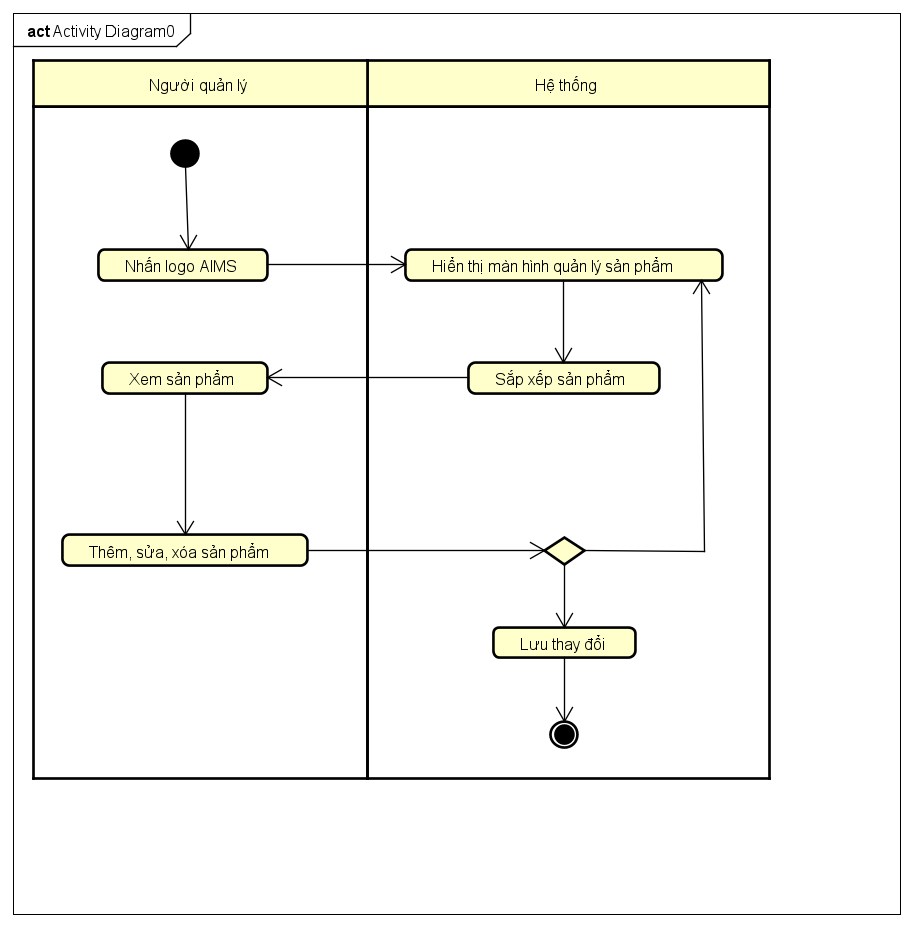 act Activity Diagram0
Người quản lý
Hệ thống
Nhấn logo AIMS
Hiển thị màn hình quản lý sản phẩm
Xem sản phẩm
Sắp xếp sản phẩm
Thêm, sửa, xóa sản phẩm
Lưu thay đổi